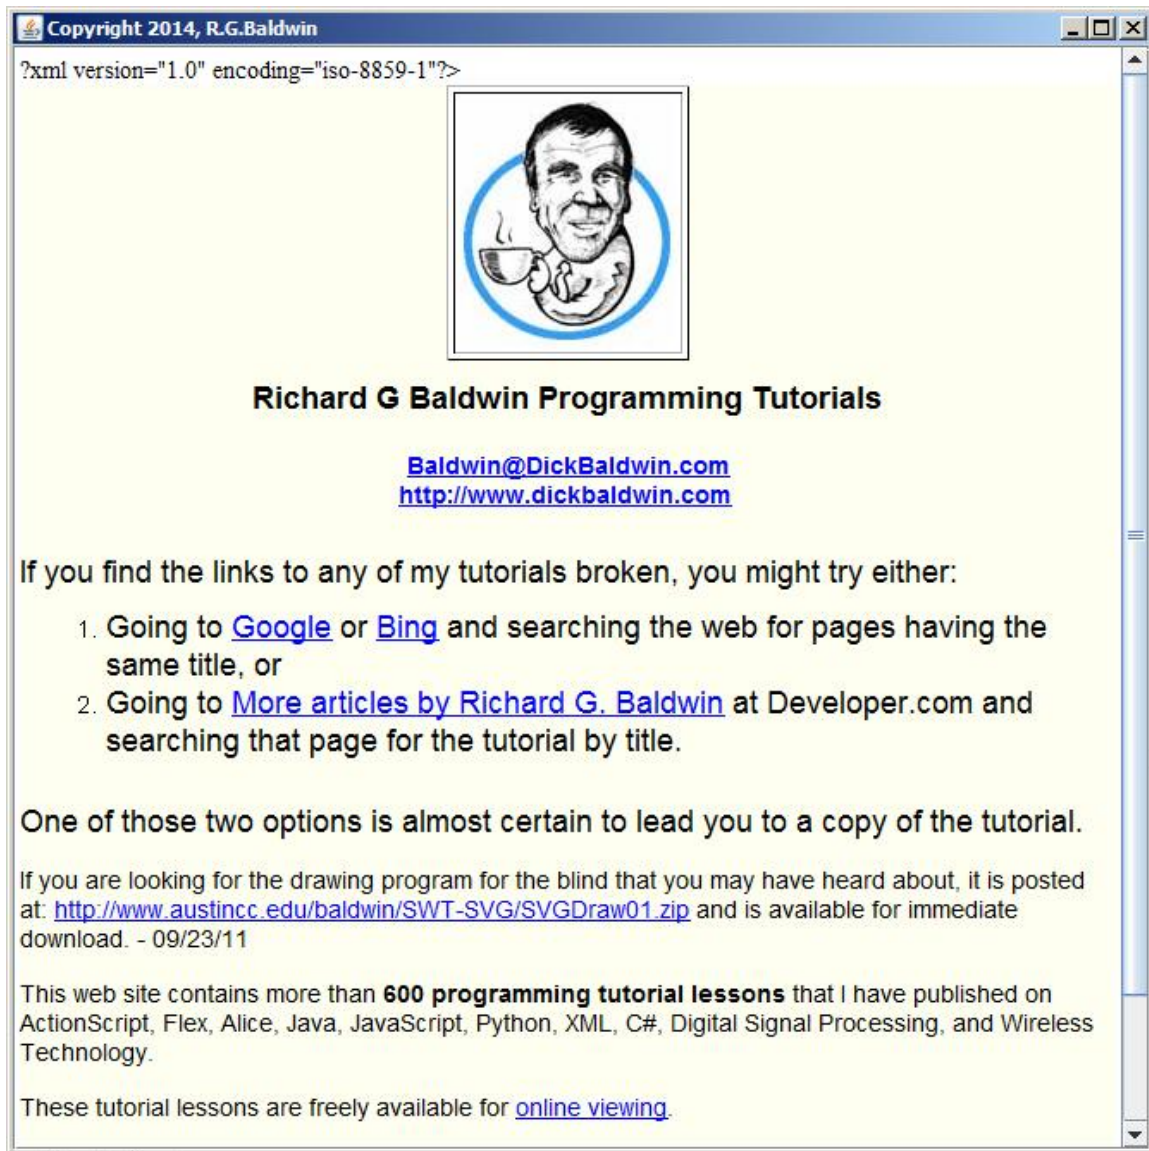 Copyright 2014, R.G.Baldwin
?xml version="1.0" encoding="iso-8859-1"?>
Richard G Baldwin Programming Tutorials
Baldwin@DickBaldwin.com
http://www.dickbaldwin.com
If you find the links to any of my tutorials broken, you might try either:
1. Going to Google or Bing and searching the web for pages having the
same title, or
2. Going to More articles by Richard G. Baldwin at Developer.com and
searching that page for the tutorial by title.
One of those two options is almost certain to lead you to a copy of the tutorial.
If you are looking for the drawing program for the blind that you may have heard about, it is posted
at: http://www.austincc.edu/baldwin/SWT-SVG/SVGDraw01.zip and is available for immediate
download. - 09/23/11
This web site contains more than 600 programming tutorial lessons that I have published on
ActionScript, Flex, Alice, Java, JavaScript, Python, XML, C#, Digital Signal Processing, and Wireless
Technology.
These tutorial lessons are freely available for online viewing.